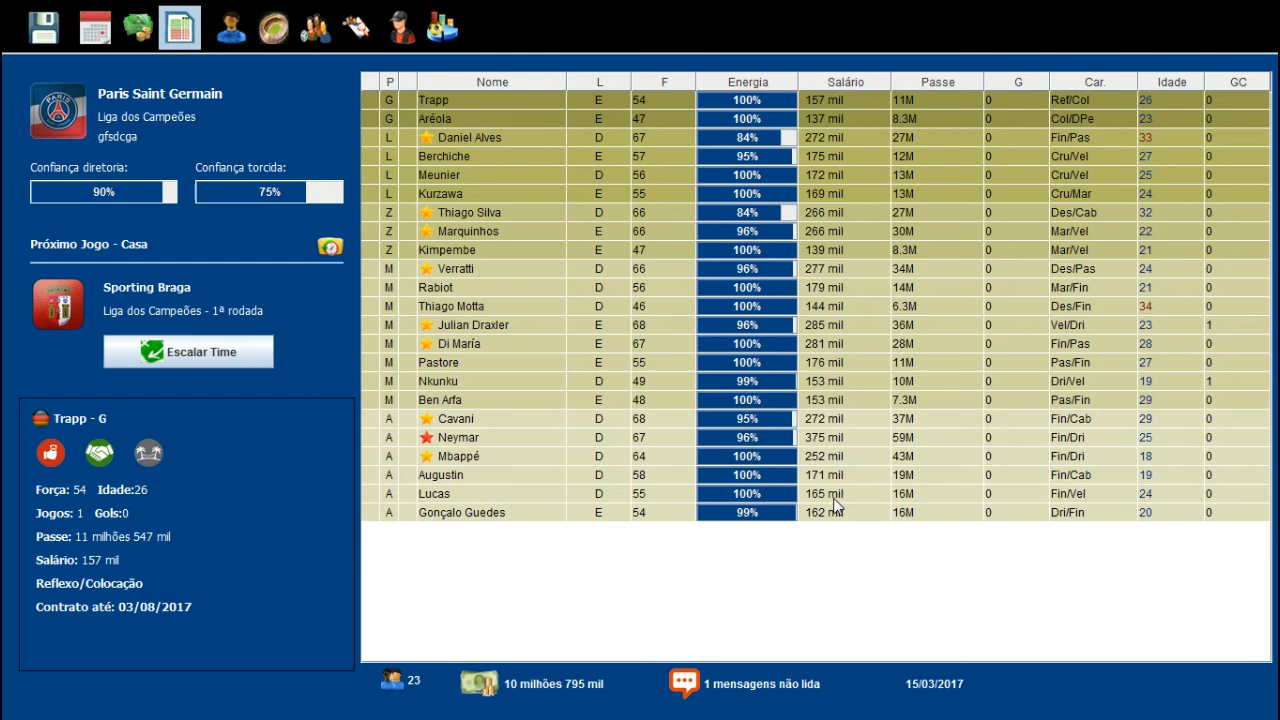 Paris Saint Germain
Liga dos Campeões
gfsdcga
Confiança diretoria: Confiança torcida:
90% 75%
Próximo Jogo - Casa
Sporting Braga
Liga dos Campeões - 1ª rodada
Escalar Time
Trapp - G
Força: 54 Idade:26
Jogos: 1 Gols:0
Passe: 11 milhões 547 mil
Salário: 157 mil
Reflexo/Colocação
Contrato até: 03/08/2017
P Nome L F Energia Salário Passe G Car. Idade GC
G Trapp E 54 100% 157 mil 11M 0 Ref/Col 26 0
G Aréola E 47 100% 137 mil 8.3M 0 Col/DPe 23 0
L Daniel Alves D 67 84% 272 mil 27M 0 Fin/Pas 33 0
L Berchiche E 57 95% 175 mil 12M 0 Cru/Vel 27 0
L Meunier D 56 100% 172 mil 13M 0 Cru/Vel 25 0
L Kurzawa E 55 100% 169 mil 13M 0 Cru/Mar 24 0
Z Thiago Silva D 66 84% 266 mil 27M 0 Des/Cab 32 0
Z Marquinhos E 66 96% 266 mil 30M 0 Mar/Vel 22 0
Z Kimpembe E 47 100% 139 mil 8.3M 0 Mar/Vel 21 0
M Verratti D 66 96% 277 mil 34M 0 Des/Pas 24 0
M Rabiot D 56 100% 179 mil 14M 0 Mar/Fin 21 0
M Thiago Motta D 46 100% 144 mil 6.3M 0 Des/Fin 34 0
M Julian Draxler E 68 96% 285 mil 36M 0 Vel/Dri 23 1
M Di María E 67 100% 281 mil 28M 0 Fin/Pas 28 0
M Pastore E 55 100% 176 mil 11M 0 Pas/Fin 27 0
M Nkunku D 49 99% 153 mil 10M 0 Dri/Vel 19 1
M Ben Arfa E 48 100% 153 mil 7.3M 0 Pas/Fin 29 0
A Cavani D 68 95% 272 mil 37M 0 Fin/Cab 29 0
A Neymar D 67 96% 375 mil 59M 0 Fin/Dri 25 0
A Mbappé D 64 100% 252 mil 43M 0 Fin/Dri 18 0
A Augustin D 58 100% 171 mil 19M 0 Fin/Cab 19 0
A Lucas D 55 100% 165 mil 16M 0 Fin/Vel 24 0
A Gonçalo Guedes E 54 99% 162 mil 16M 0 Dri/Fin 20 0
23 10 milhões 795 mil 1 mensagens não lida 15/03/2017